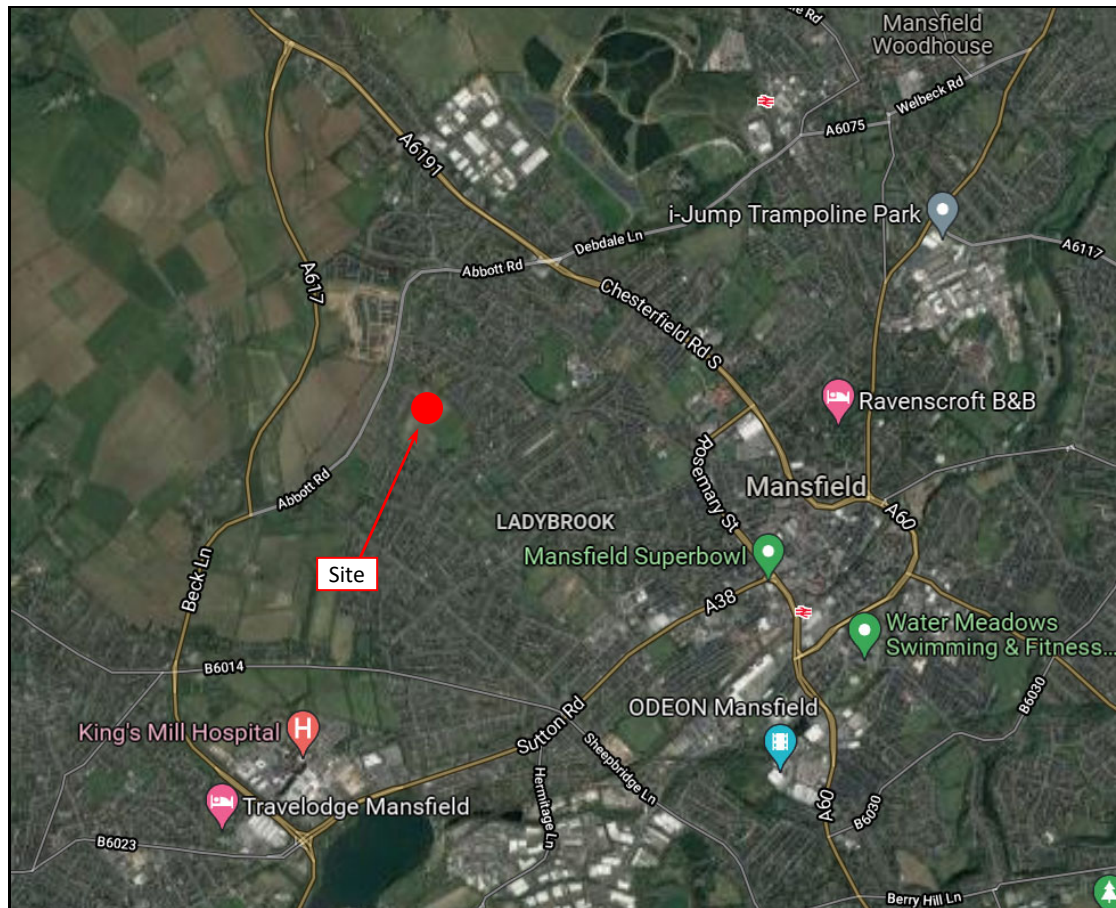 Mansfield
Woodhouse
Welbeck Rd
A6075
A6191
i-Jump Trampoline Park
A6117
Debdale Ln
Abbott Rd
A617
Chesterfield Rd S
Ravenscroft B&B
Rosemary St
Mansfield
A60
Abbott Rd
LADYBROOK
Mansfield Superbowl
Site
Beck Ln
A38
Water Meadows
Swimming & Fitness...
B6014
B6030
ODEON Mansfield
King's Mill Hospital
Sutton Rd
Sheepbridge Ln
Hermitage Ln
Travelodge Mansfield
A60
B6030
B6023
Berry Hill Ln